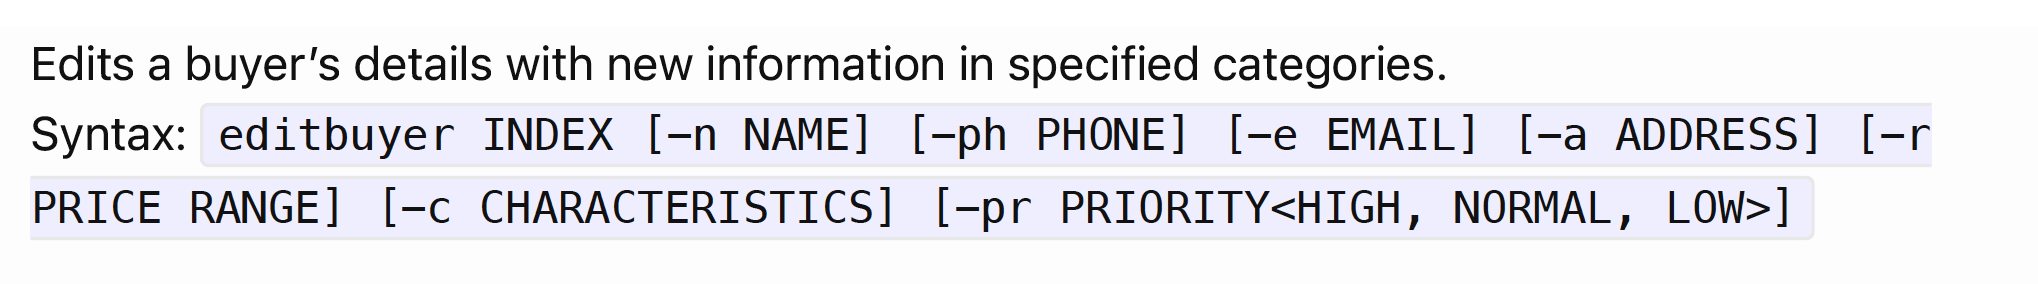 Edits a buyer’s details with new information in specified categories.
Syntax: editbuyer INDEX [-n NAME] [-ph PHONE] [-e EMAIL] [-a ADDRESS] [-r
PRICE RANGE] [-c CHARACTERISTICS] [-pr PRIORITY<HIGH, NORMAL, LOW>]